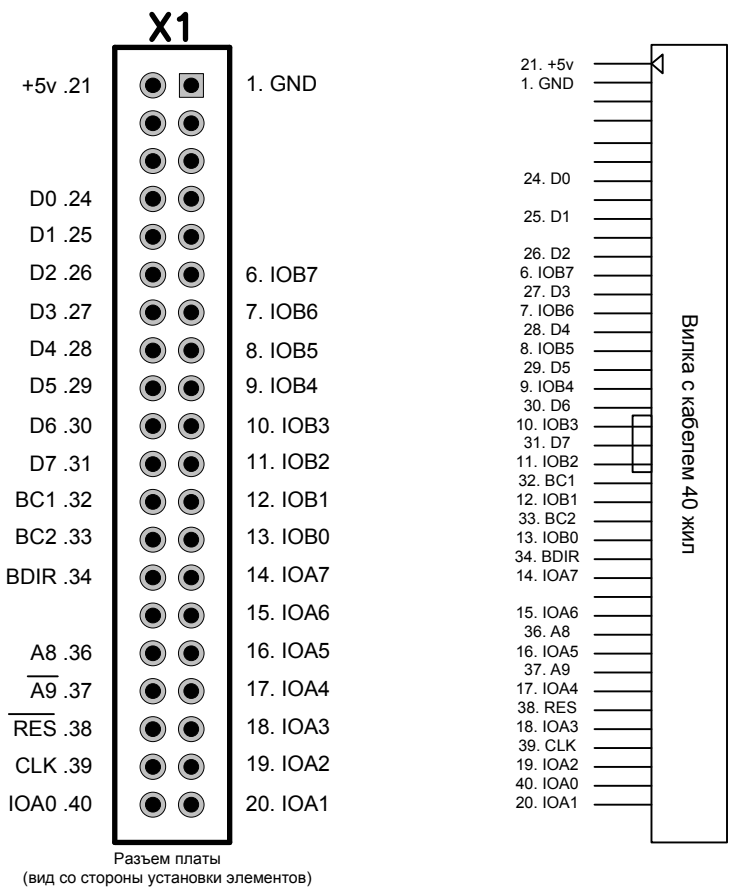 X1
+5v .21
1. GND
D0 .24
D1 .25
D2 .26
6. IOB7
D3 .27
7. IOB6
D4 .28
8. IOB5
D5 .29
9. IOB4
D6 .30
10. IOB3
D7 .31
11. IOB2
BC1 .32
12. IOB1
BC2 .33
13. IOB0
BDIR .34
14. IOA7
15. IOA6
A8 .36
16. IOA5
A9 .37
17. IOA4
RES .38
18. IOA3
CLK .39
19. IOA2
IOA0 .40
20. IOA1
Разъем платы
(вид со стороны установки элементов)
21. +5v
1. GND
24. D0
25. D1
26. D2
6. IOB7
27. D3
7. IOB6
28. D4
8. IOB5
29. D5
9. IOB4
30. D6
10. IOB3
31. D7
11. IOB2
32. BC1
12. IOB1
33. BC2
13. IOB0
34. BDIR
14. IOA7
15. IOA6
36. A8
16. IOA5
37. A9
17. IOA4
38. RES
18. IOA3
39. CLK
19. IOA2
40. IOA0
20. IOA1
Вилка с кабелем 40 жил